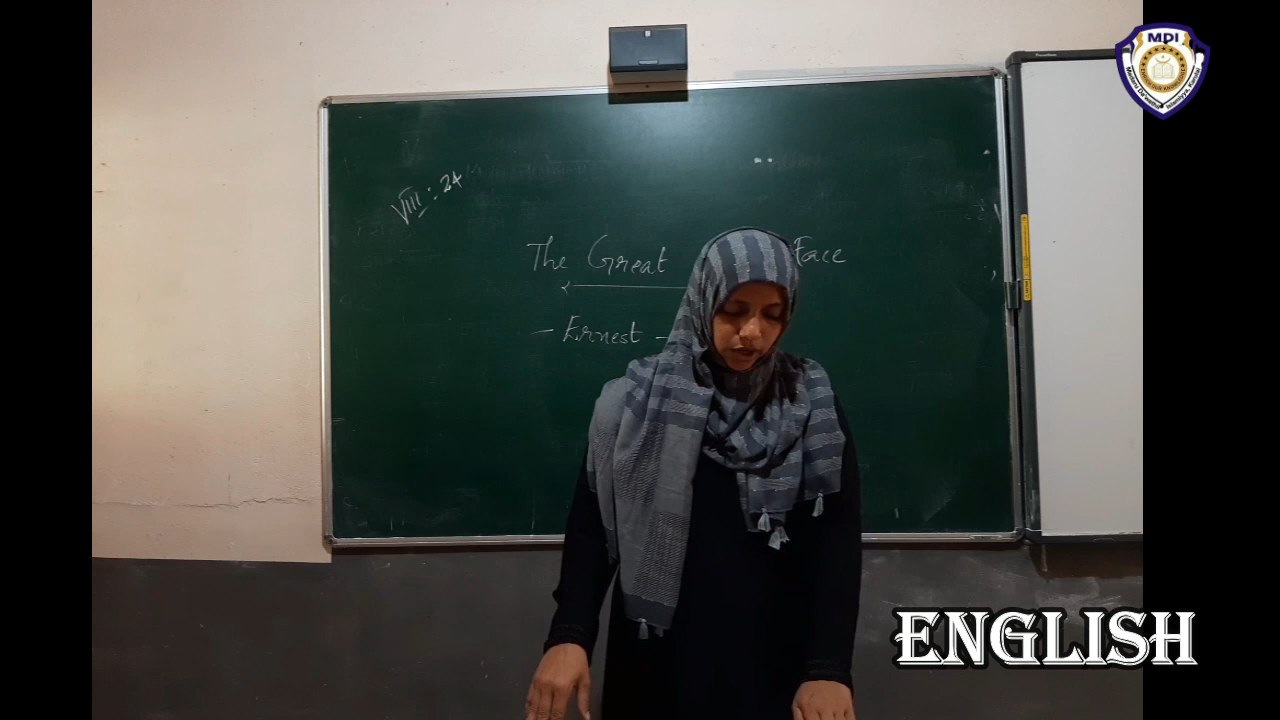 MPI
VIII : 24
The Great Face
- Ernest -
ENGLISH